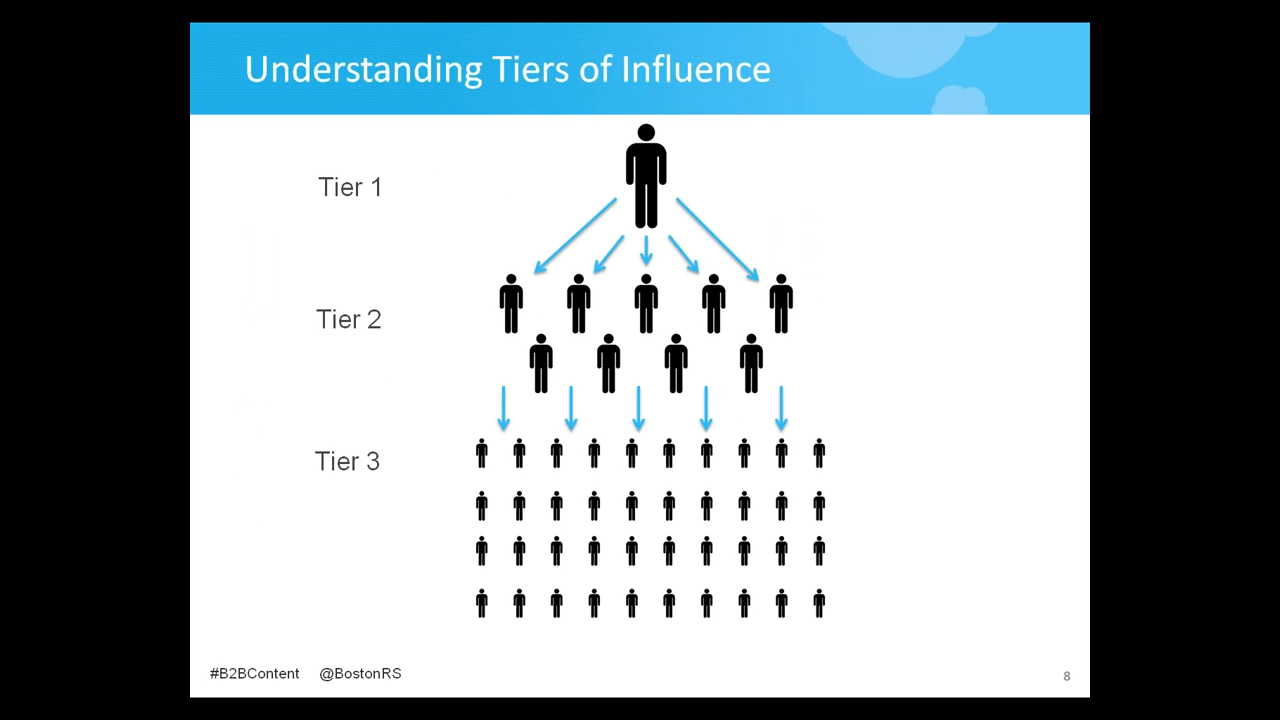 Understanding Tiers of Influence
Tier 1
Tier 2
Tier 3
#B2BContent @BostonRS
8